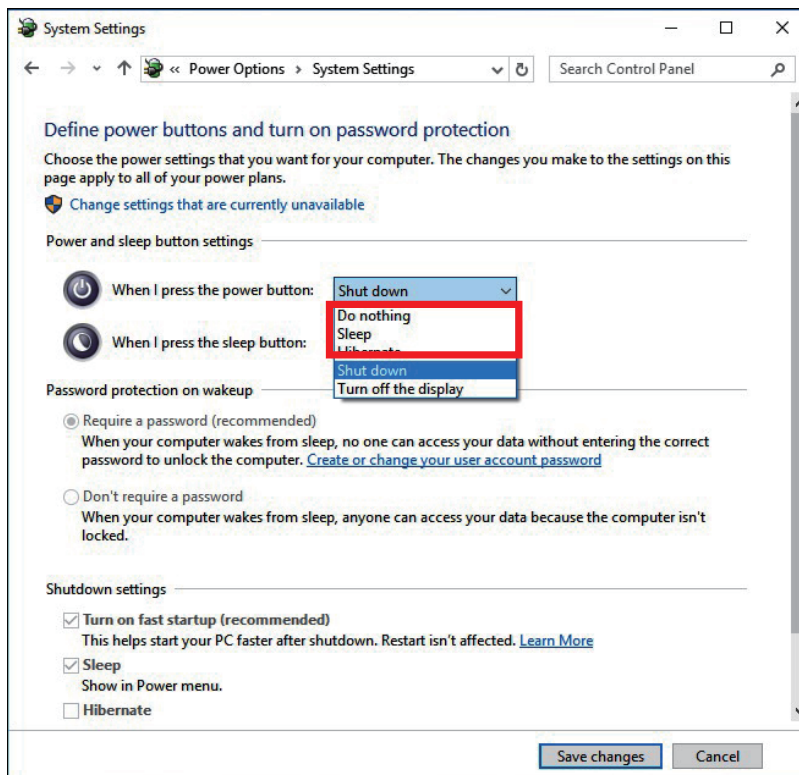 System Settings
« Power Options › System Settings
Search Control Panel
Define power buttons and turn on password protection
Choose the power settings that you want for your computer. The changes you make to the settings on this
page apply to all of your power plans.
Change settings that are currently unavailable
Power and sleep button settings
When I press the power button: Shut down
Do nothing
Sleep
When I press the sleep button:
Hibernate
Shut down
Turn off the display
Password protection on wakeup
Require a password (recommended)
When your computer wakes from sleep, no one can access your data without entering the correct
password to unlock the computer. Create or change your user account password
Don't require a password
When your computer wakes from sleep, anyone can access your data because the computer isn't
locked.
Shutdown settings
Turn on fast startup (recommended)
This helps start your PC faster after shutdown. Restart isn't affected. Learn More
Sleep
Show in Power menu.
Hibernate
Save changes
Cancel